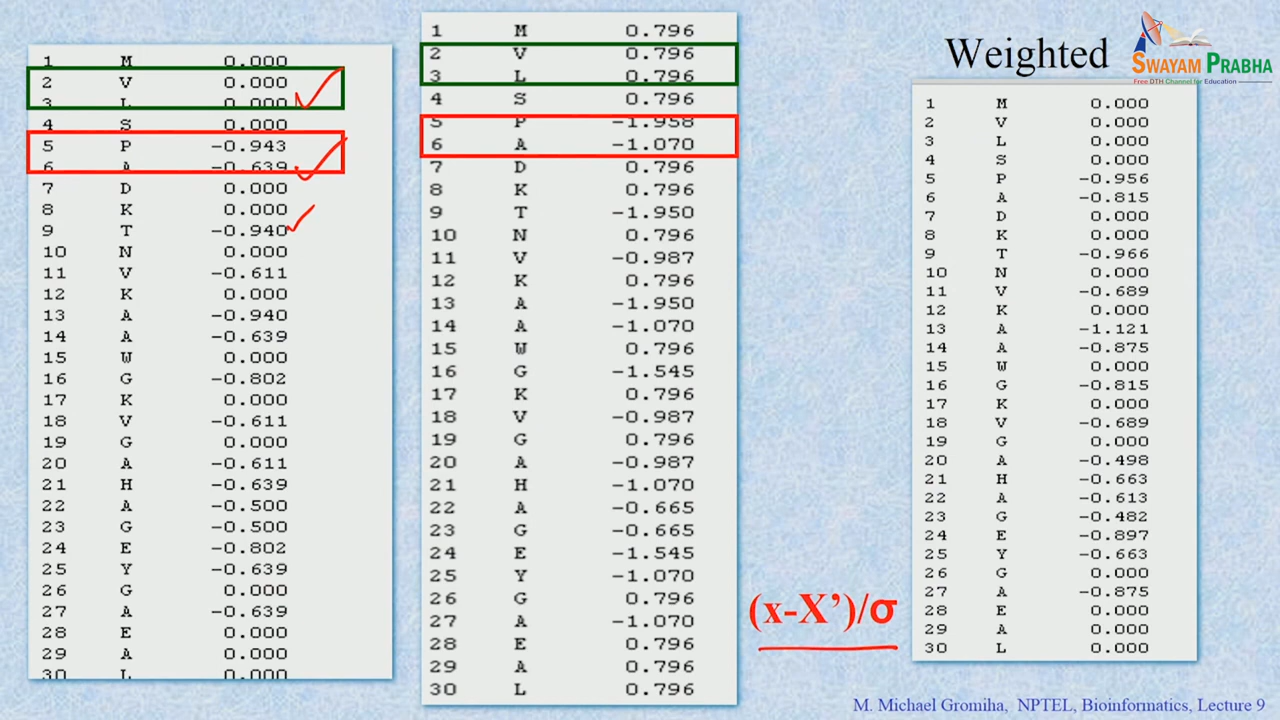 1 M 0.000
2 V 0.000
3 L 0.000
4 S 0.000
5 P -0.943
6 A -0.639
7 D 0.000
8 K 0.000
9 T -0.940
10 N 0.000
11 V -0.611
12 K 0.000
13 A -0.940
14 A -0.639
15 W 0.000
16 G -0.802
17 K 0.000
18 V -0.611
19 G 0.000
20 A -0.611
21 H -0.639
22 A -0.500
23 G -0.500
24 E -0.802
25 Y -0.639
26 G 0.000
27 A -0.639
28 E 0.000
29 A 0.000
30 L 0.000
1 M 0.796
2 V 0.796
3 L 0.796
4 S 0.796
5 P -1.958
6 A -1.070
7 D 0.796
8 K 0.796
9 T -1.950
10 N 0.796
11 V -0.987
12 K 0.796
13 A -1.950
14 A -1.070
15 W 0.796
16 G -1.545
17 K 0.796
18 V -0.987
19 G 0.796
20 A -0.987
21 H -1.070
22 A -0.665
23 G -0.665
24 E -1.545
25 Y -1.070
26 G 0.796
27 A -1.070
28 E 0.796
29 A 0.796
30 L 0.796
(x-X’)/σ
Weighted
SWAYAM PRABHA
Free DTH Channel for Education
1 M 0.000
2 V 0.000
3 L 0.000
4 S 0.000
5 P -0.956
6 A -0.815
7 D 0.000
8 K 0.000
9 T -0.966
10 N 0.000
11 V -0.689
12 K 0.000
13 A -1.121
14 A -0.875
15 W 0.000
16 G -0.815
17 K 0.000
18 V -0.689
19 G 0.000
20 A -0.498
21 H -0.663
22 A -0.613
23 G -0.482
24 E -0.897
25 Y -0.663
26 G 0.000
27 A -0.875
28 E 0.000
29 A 0.000
30 L 0.000
M. Michael Gromiha, NPTEL, Bioinformatics, Lecture 9